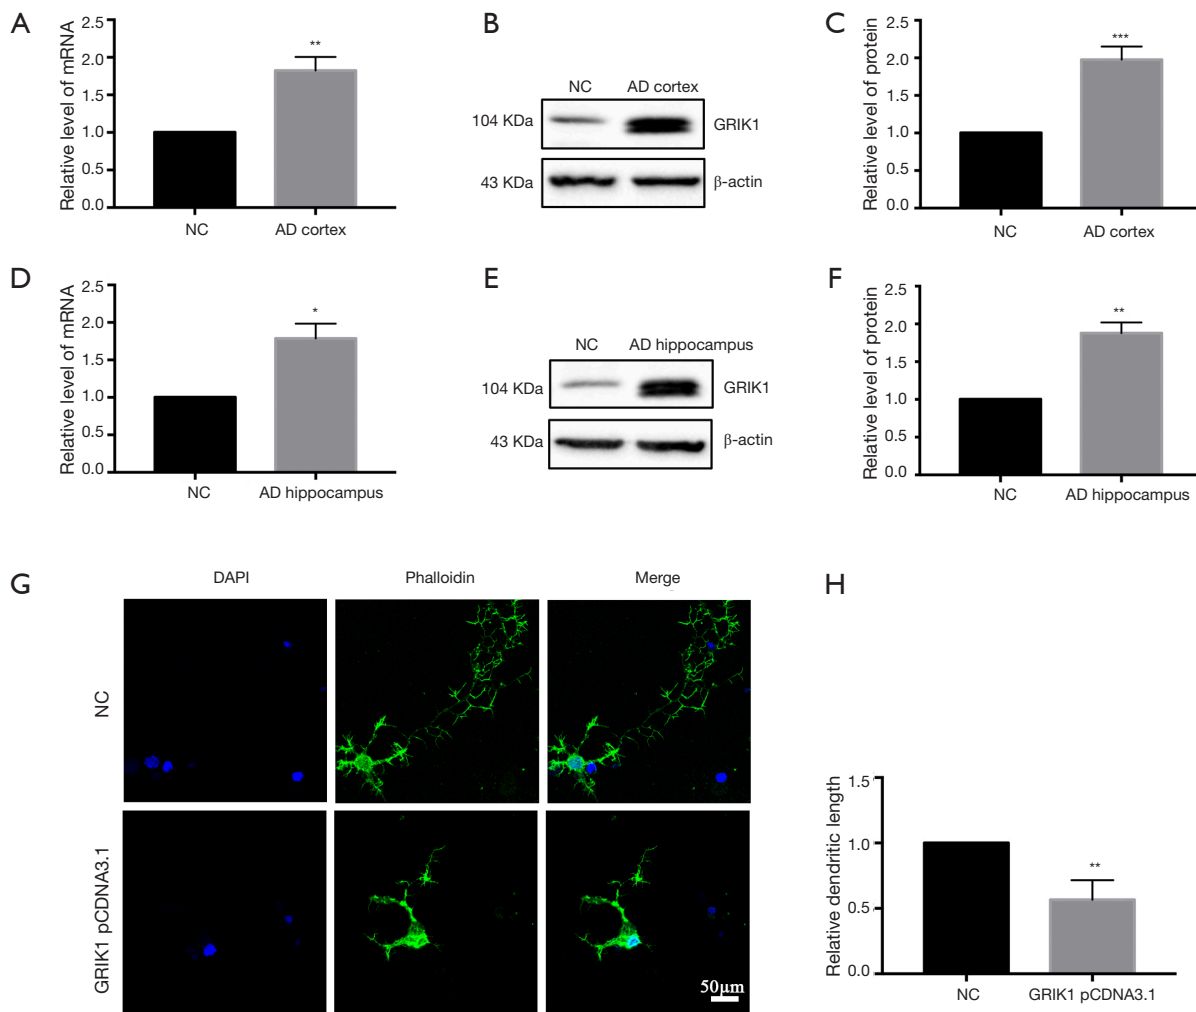 A
Relative level of mRNA
2.5
2.0
1.5
1.0
0.5
0.0
**
NC
AD cortex
B
NC
AD cortex
104 KDa
GRIK1
43 KDa
β-actin
C
Relative level of protein
2.5
2.0
1.5
1.0
0.5
0.0
***
NC
AD cortex
D
Relative level of mRNA
2.5
2.0
1.5
1.0
0.5
0.0
*
NC
AD hippocampus
E
NC
AD hippocampus
104 KDa
GRIK1
43 KDa
β-actin
F
Relative level of protein
2.5
2.0
1.5
1.0
0.5
0.0
**
NC
AD hippocampus
G
DAPI
Phalloidin
Merge
NC
GRIK1 pCDNA3.1
50μm
H
Relative dendritic length
1.5
1.0
0.5
0.0
**
NC
GRIK1 pCDNA3.1